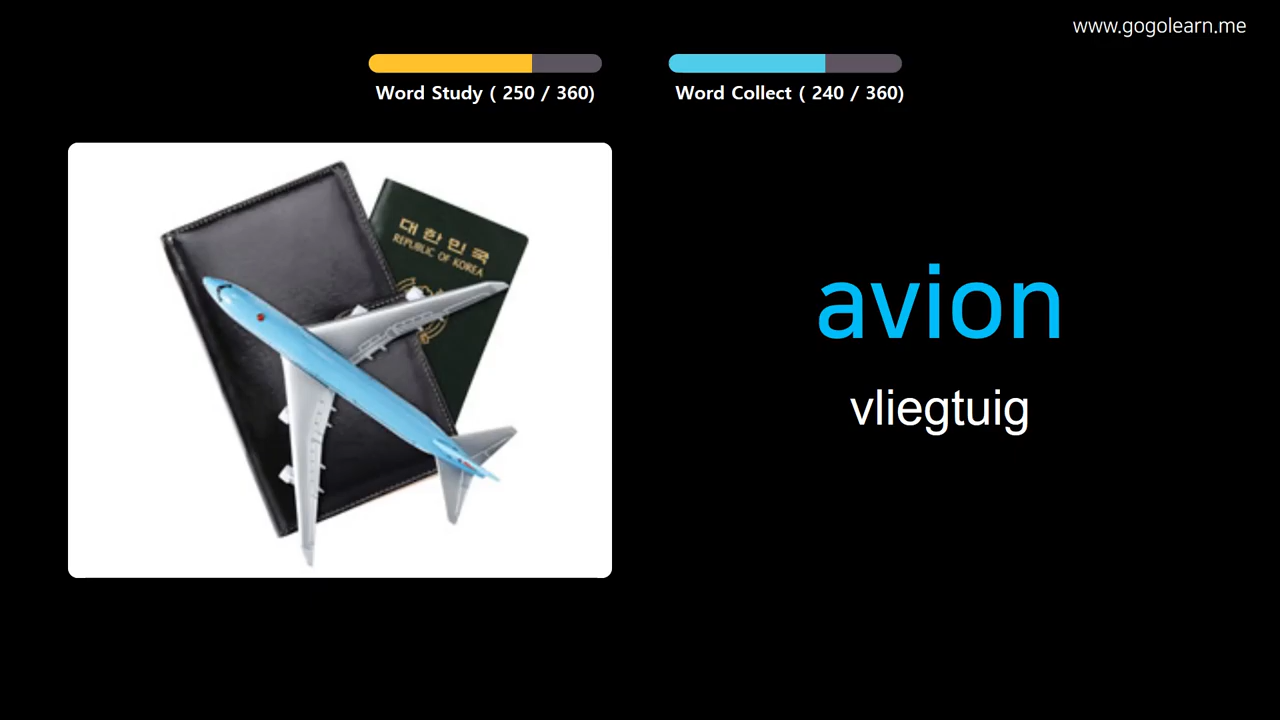 www.gogolearn.me
Word Study ( 250 / 360)
Word Collect ( 240 / 360)
대한민국
REPUBLIC OF KOREA
avion
vliegtuig